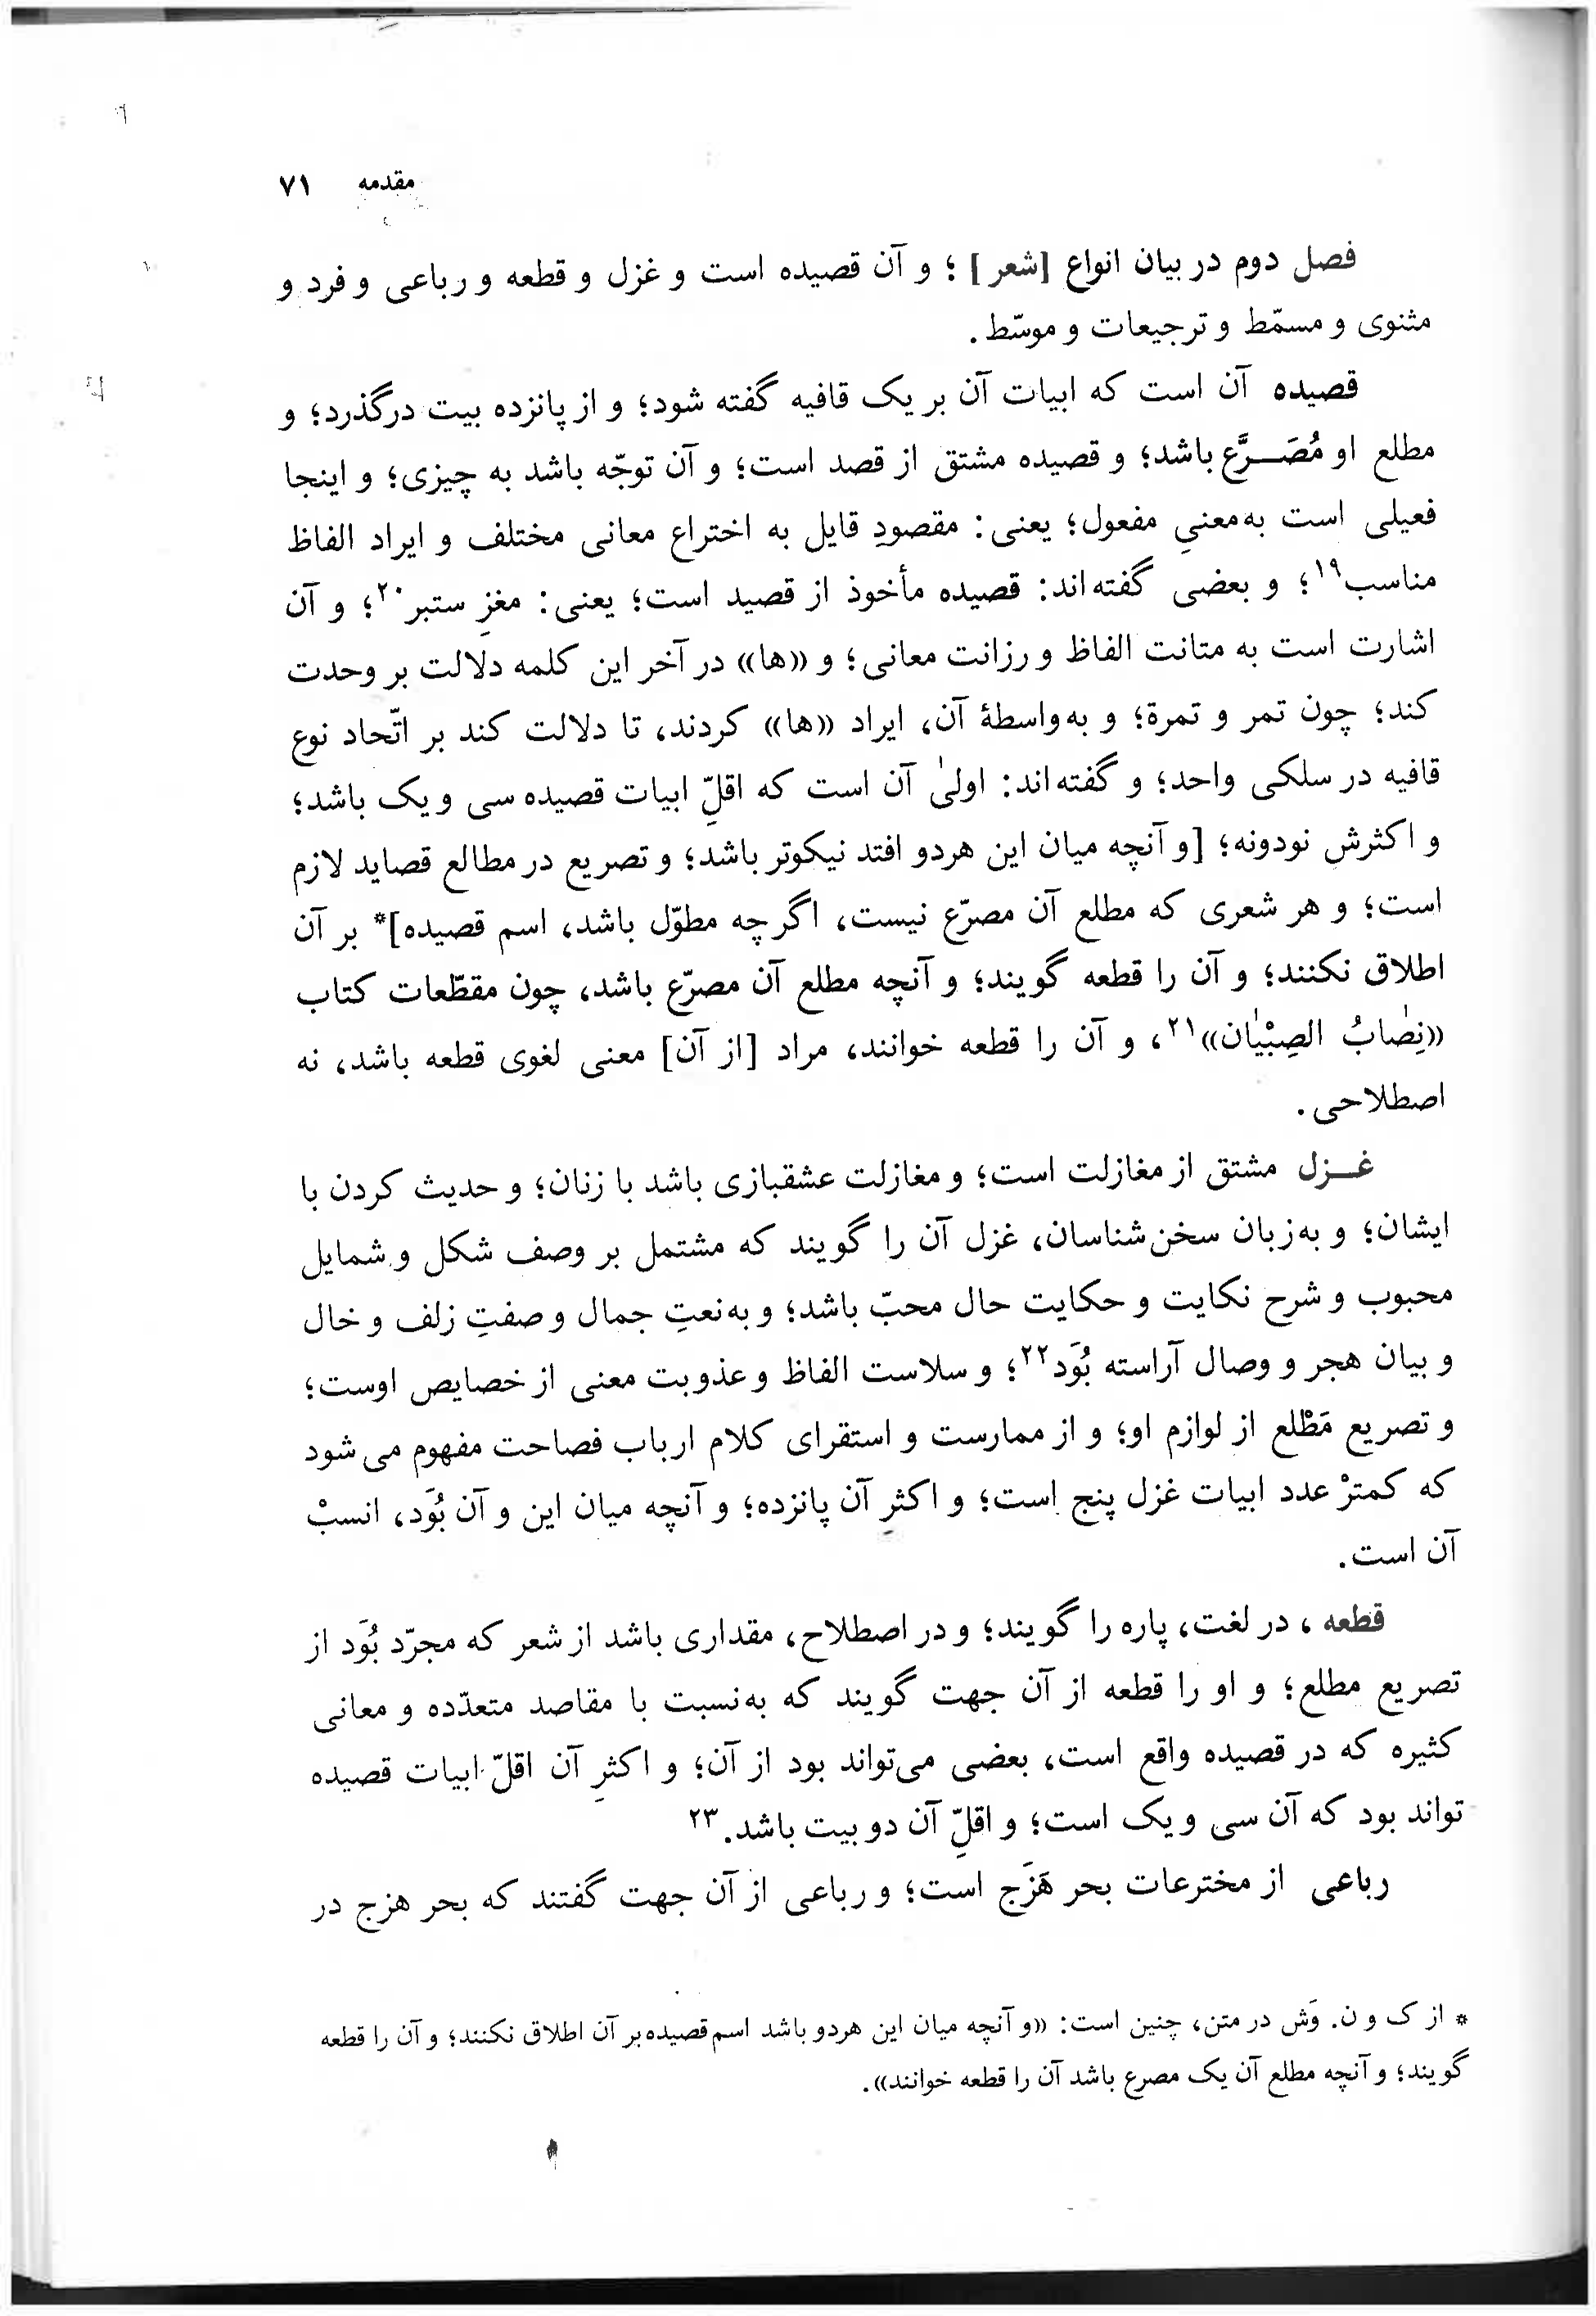 مقدمه ۷۱
فصل دوم در بیان انواع [شعر] ؛ و آن قصیده است و غزل و قطعه و رباعی و فرد و
مثنوی و مسمّط و ترجیعات و موسّط.
قصیده آن است که ابیات آن بر یک قافیه گفته شود؛ و از پانزده بیت درگذرد؛ و
مطلع او مُصَـرَّع باشد؛ و قصیده مشتق از قصد است؛ و آن توجّه باشد به چیزی؛ و اینجا
فعیلی است به‌معنیِ مفعول؛ یعنی: مقصودِ قایل به اختراع معانی مختلف و ایراد الفاظ
مناسب۱۹؛ و بعضی گفته‌اند: قصیده مأخوذ از قصید است؛ یعنی: مغزِ ستبر۲۰؛ و آن
اشارت است به متانت الفاظ و رزانت معانی؛ و «ها» در آخر این کلمه دلالت بر وحدت
کند؛ چون تمر و تمرة؛ و به‌واسطهٔ آن، ایراد «ها» کردند، تا دلالت کند بر اتّحاد نوع
قافیه در سلکی واحد؛ و گفته‌اند: اولیٰ آن است که اقلِّ ابیات قصیده سی و یک باشد؛
و اکثرش نودونه؛ [و آنچه میان این هردو افتد نیکوتر باشد؛ و تصریع در مطالع قصاید لازم
است؛ و هر شعری که مطلع آن مصرّع نیست، اگر چه مطوّل باشد، اسم قصیده]* بر آن
اطلاق نکنند؛ و آن را قطعه گویند؛ و آنچه مطلع آن مصرّع باشد، چون مقطّعات کتاب
«نِصٰابُ الصِبْیٰان»۲۱، و آن را قطعه خوانند، مراد [از آن] معنی لغوی قطعه باشد، نه
اصطلاحی.
غـزل مشتق از مغازلت است؛ و مغازلت عشقبازی باشد با زنان؛ و حدیث کردن با
ایشان؛ و به‌زبان سخن‌شناسان، غزل آن را گویند که مشتمل بر وصف شکل و شمایل
محبوب و شرح نکایت و حکایت حال محبّ باشد؛ و به‌نعتِ جمال و صفتِ زلف و خال
و بیان هجر و وصال آراسته بُوَد۲۲؛ و سلاست الفاظ و عذوبت معنی از خصایص اوست؛
و تصریع مَطْلع از لوازم او؛ و از ممارست و استقرای کلام ارباب فصاحت مفهوم می‌شود
که کمترْ عدد ابیات غزل پنج است؛ و اکثرِ آن پانزده؛ و آنچه میان این و آن بُوَد، انسبْ
آن است.
قطعه ، در لغت، پاره را گویند؛ و در اصطلاح، مقداری باشد از شعر که مجرّد بُوَد از
تصریع مطلع؛ و او را قطعه از آن جهت گویند که به‌نسبت با مقاصد متعدّده و معانی
کثیره که در قصیده واقع است، بعضی می‌تواند بود از آن؛ و اکثرِ آن اقلّ ابیات قصیده
تواند بود که آن سی و یک است؛ و اقلِّ آن دو بیت باشد.۲۳
رباعی از مخترعات بحر هَزَج است؛ و رباعی از آن جهت گفتند که بحر هزج در
* از ک و ن. وَش در متن، چنین است: «و آنچه میان این هردو باشد اسم قصیده بر آن اطلاق نکنند؛ و آن را قطعه
گویند؛ و آنچه مطلع آن یک مصرع باشد آن را قطعه خوانند».